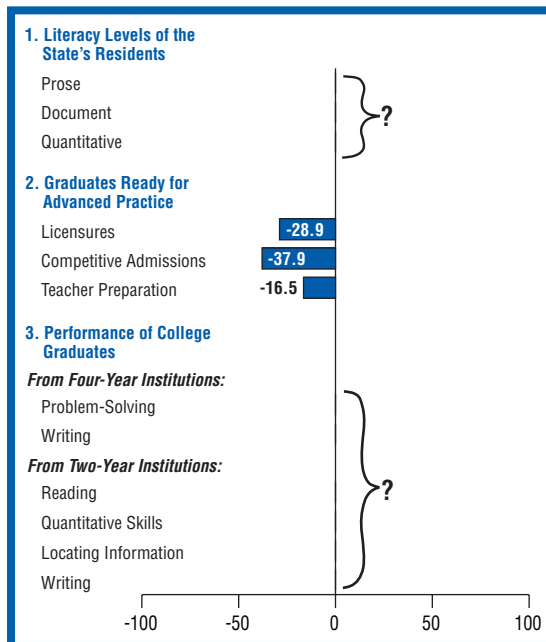 1. Literacy Levels of the
State's Residents
Prose
Document
Quantitative
?
2. Graduates Ready for
Advanced Practice
Licensures
-28.9
Competitive Admissions
-37.9
Teacher Preparation
-16.5
3. Performance of College
Graduates
From Four-Year Institutions:
Problem-Solving
Writing
From Two-Year Institutions:
Reading
?
Quantitative Skills
Locating Information
Writing
-100 -50 0 50 100